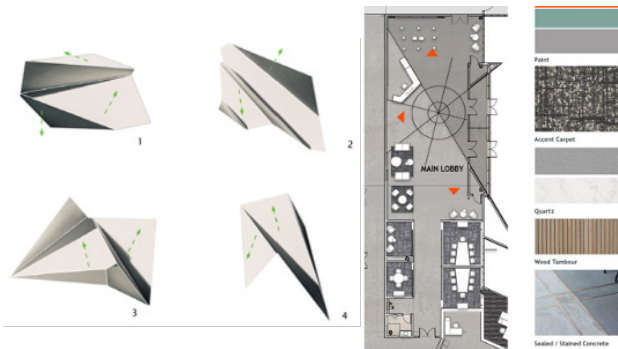 1
2
3
4
MAIN LOBBY
Paint
Accent Carpet
Quartz
Wood Tambour
Sealed / Stained Concrete